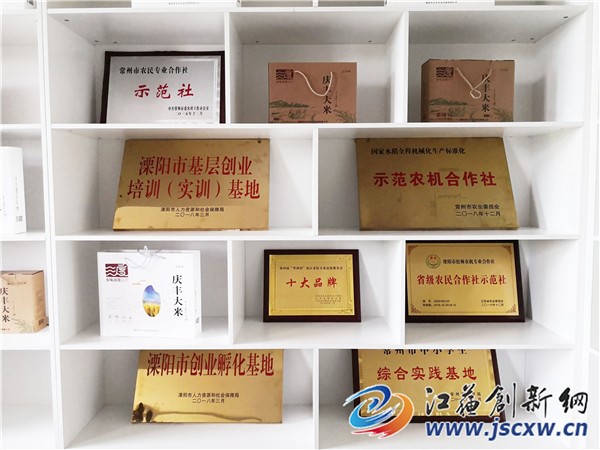 常州市农民专业合作社
示范社
庆丰大米
庆丰大米
溧阳市基层创业
培训（实训）基地
溧阳市人力资源和社会保障局
二〇一八年三月
国家水稻全程机械化生产标准化
示范农机合作社
常州市农业委员会
二〇一八年十二月
庆丰大米
十大品牌
省级农民合作社示范社
庆丰大米
溧阳市创业孵化基地
溧阳市人力资源和社会保障局
二〇一八年三月
常州市中小学生
综合实践基地
江苏创新网
www.jscxw.cn